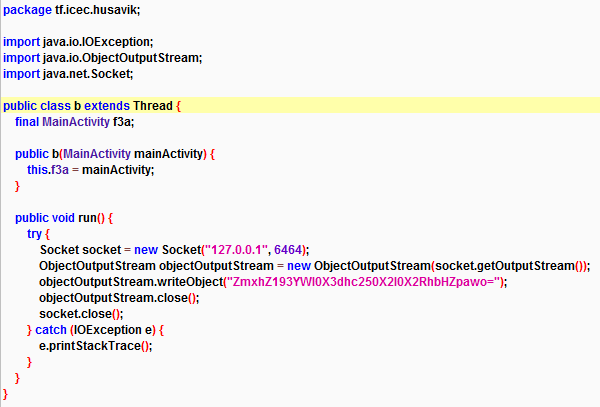 package tf.icec.husavik;
import java.io.IOException;
import java.io.ObjectOutputStream;
import java.net.Socket;
public class b extends Thread {
final MainActivity f3a;
public b(MainActivity mainActivity) {
this.f3a = mainActivity;
}
public void run() {
try {
Socket socket = new Socket("127.0.0.1", 6464);
ObjectOutputStream objectOutputStream = new ObjectOutputStream(socket.getOutputStream());
objectOutputStream.writeObject("ZmxhZ193YWl0X3dhc250X2l0X2RhbHZpawo=");
objectOutputStream.close();
socket.close();
} catch (IOException e) {
e.printStackTrace();
}
}
}